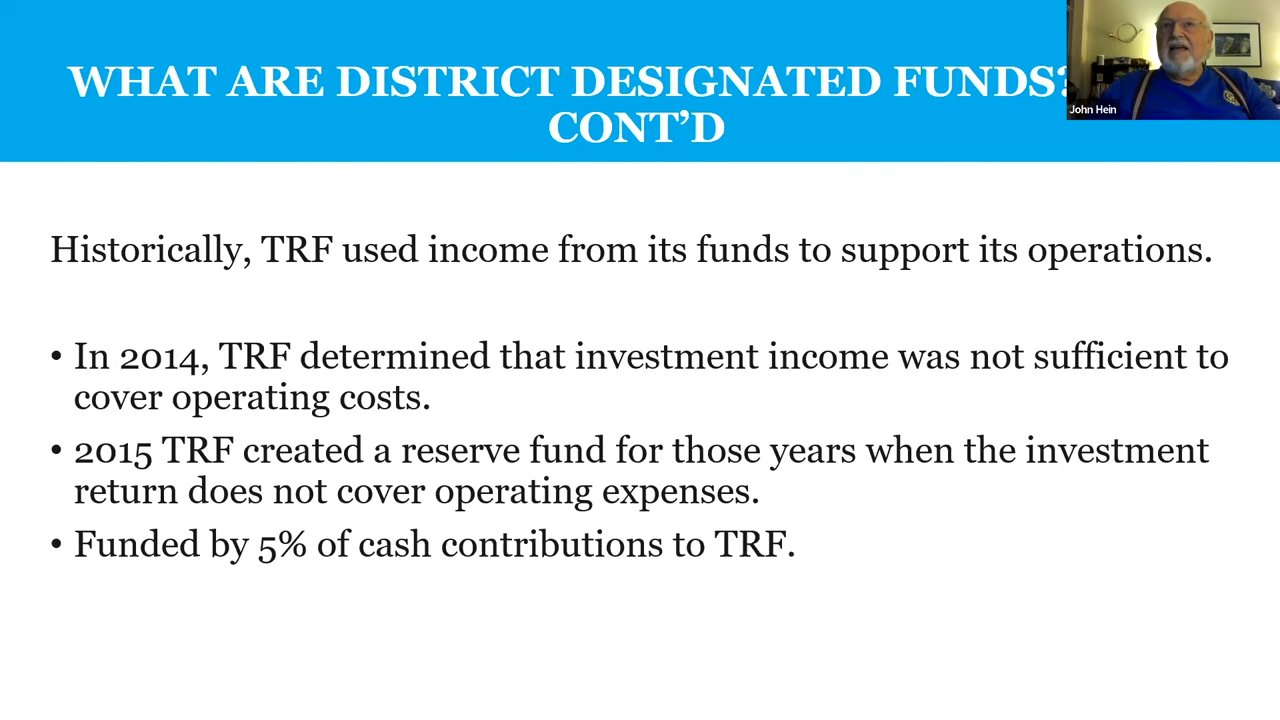 WHAT ARE DISTRICT DESIGNATED FUNDS?
CONT’D
John Hein
Historically, TRF used income from its funds to support its operations.
• In 2014, TRF determined that investment income was not sufficient to
cover operating costs.
• 2015 TRF created a reserve fund for those years when the investment
return does not cover operating expenses.
• Funded by 5% of cash contributions to TRF.